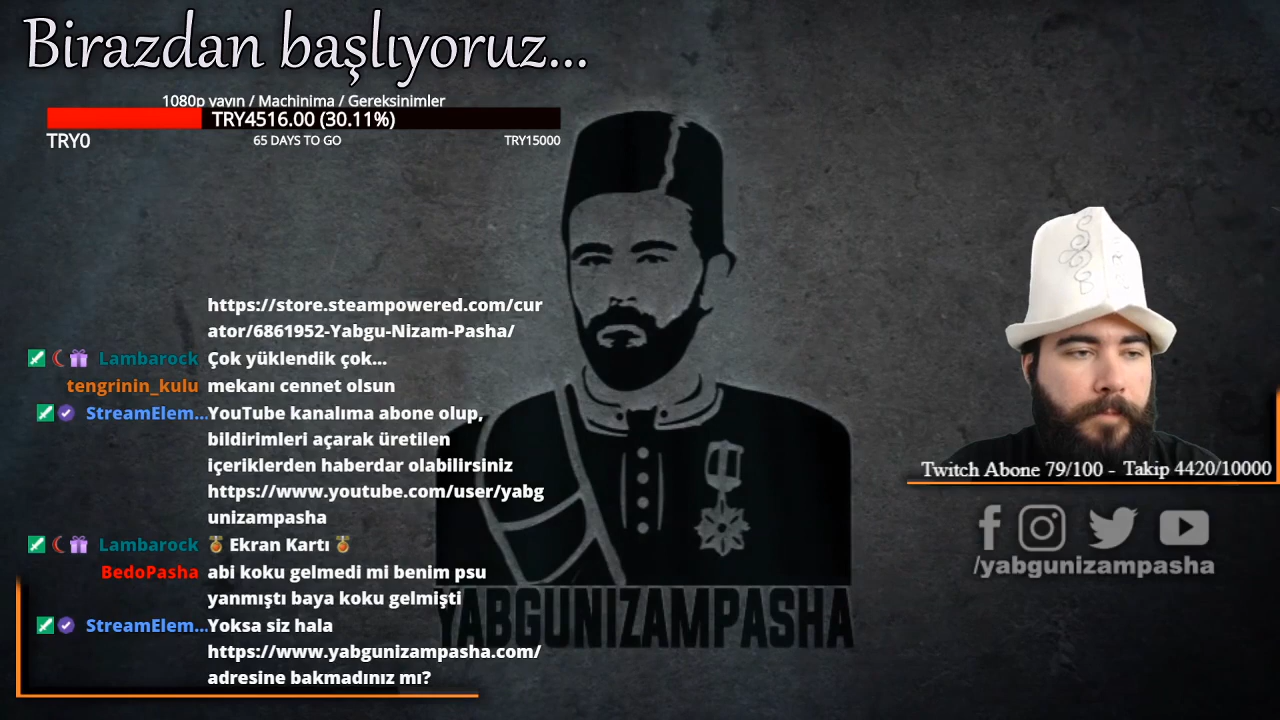 Birazdan başlıyoruz...
1080p yayın / Machinima / Gereksinimler
TRY4516.00 (30.11%)
TRY0
65 DAYS TO GO
TRY15000
https://store.steampowered.com/cur
ator/6861952-Yabgu-Nizam-Pasha/
Lambarock Çok yüklendik çok...
tengrinin_kulu mekanı cennet olsun
StreamElem... YouTube kanalıma abone olup,
bildirimleri açarak üretilen
içeriklerden haberdar olabilirsiniz
https://www.youtube.com/user/yabg
unizampasha
Lambarock 🏅 Ekran Kartı 🏅
BedoPasha abi koku gelmedi mi benim psu
yanmıştı baya koku gelmişti
StreamElem... Yoksa siz hala
https://www.yabgunizampasha.com/
adresine bakmadınız mı?
YABGUNIZAMPASHA
Twitch Abone 79/100 - Takip 4420/10000
/yabgunizampasha